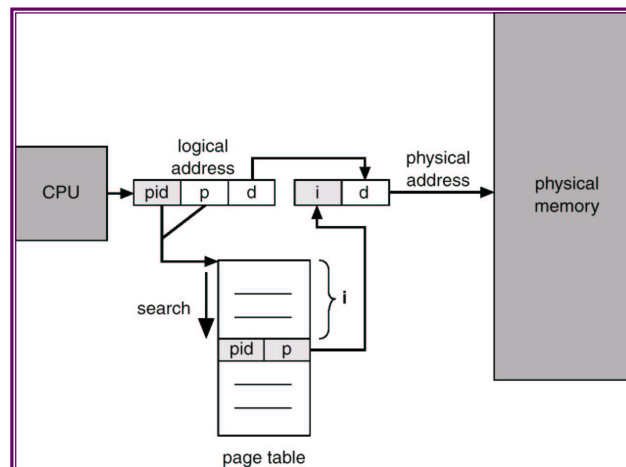 logical
address
physical
address
CPU
pid p d
i d
physical
memory
search
i
pid p
page table